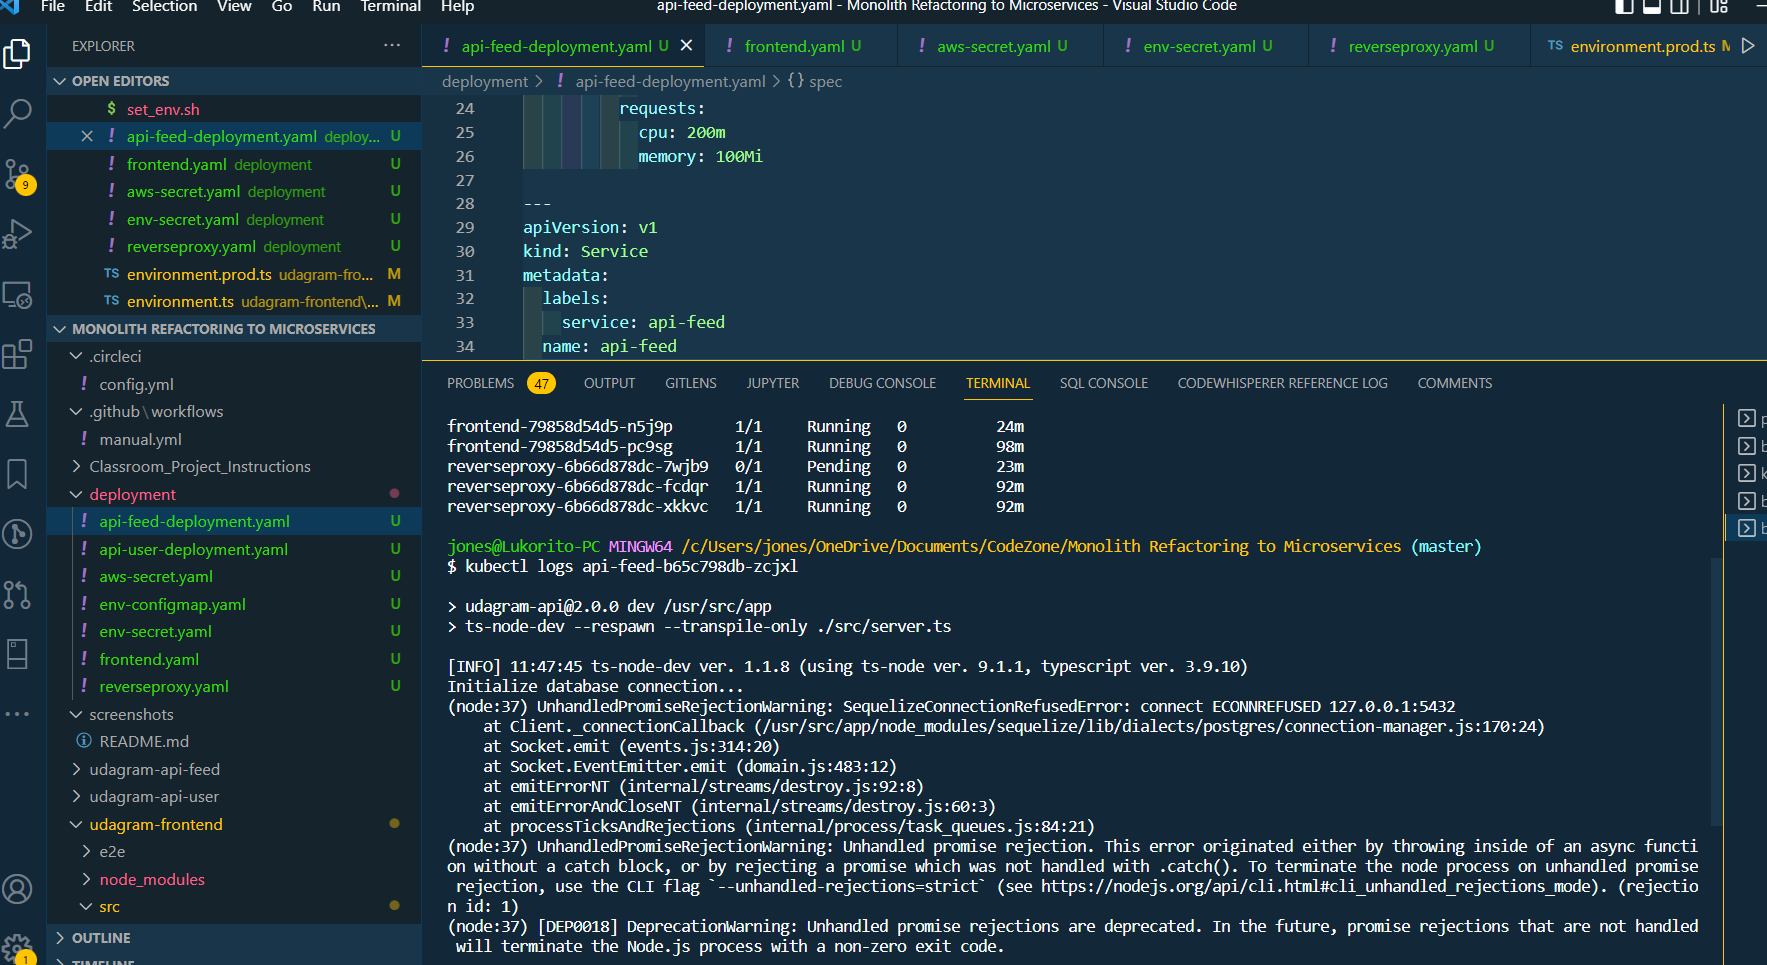 File Edit Selection View Go Run Terminal Help
api-feed-deployment.yaml - Monolith Refactoring to Microservices - Visual Studio Code
EXPLORER ...
OPEN EDITORS
$ set_env.sh
! api-feed-deployment.yaml deploy... U
! frontend.yaml deployment U
! aws-secret.yaml deployment U
! env-secret.yaml deployment U
! reverseproxy.yaml deployment U
TS environment.prod.ts udagram-fro... M
TS environment.ts udagram-frontend\... M
MONOLITH REFACTORING TO MICROSERVICES
.circleci
! config.yml
.github\workflows
! manual.yml
Classroom_Project_Instructions
deployment
! api-feed-deployment.yaml U
! api-user-deployment.yaml U
! aws-secret.yaml U
! env-configmap.yaml U
! env-secret.yaml U
! frontend.yaml U
! reverseproxy.yaml U
screenshots
README.md
udagram-api-feed
udagram-api-user
udagram-frontend
e2e
node_modules
src
OUTLINE
9
1
! api-feed-deployment.yaml U
! frontend.yaml U
! aws-secret.yaml U
! env-secret.yaml U
! reverseproxy.yaml U
TS environment.prod.ts M
deployment > ! api-feed-deployment.yaml > {} spec
24 requests:
25 cpu: 200m
26 memory: 100Mi
27
28 ---
29 apiVersion: v1
30 kind: Service
31 metadata:
32 labels:
33 service: api-feed
34 name: api-feed
PROBLEMS 47 OUTPUT GITLENS JUPYTER DEBUG CONSOLE TERMINAL SQL CONSOLE CODEWHISPERER REFERENCE LOG COMMENTS
frontend-79858d54d5-n5j9p 1/1 Running 0 24m
frontend-79858d54d5-pc9sg 1/1 Running 0 98m
reverseproxy-6b66d878dc-7wjb9 0/1 Pending 0 23m
reverseproxy-6b66d878dc-fcdqr 1/1 Running 0 92m
reverseproxy-6b66d878dc-xkkvc 1/1 Running 0 92m
jones@Lukorito-PC MINGW64 /c/Users/jones/OneDrive/Documents/CodeZone/Monolith Refactoring to Microservices (master)
$ kubectl logs api-feed-b65c798db-zcjxl
> udagram-api@2.0.0 dev /usr/src/app
> ts-node-dev --respawn --transpile-only ./src/server.ts
[INFO] 11:47:45 ts-node-dev ver. 1.1.8 (using ts-node ver. 9.1.1, typescript ver. 3.9.10)
Initialize database connection...
(node:37) UnhandledPromiseRejectionWarning: SequelizeConnectionRefusedError: connect ECONNREFUSED 127.0.0.1:5432
at Client._connectionCallback (/usr/src/app/node_modules/sequelize/lib/dialects/postgres/connection-manager.js:170:24)
at Socket.emit (events.js:314:20)
at Socket.EventEmitter.emit (domain.js:483:12)
at emitErrorNT (internal/streams/destroy.js:92:8)
at emitErrorAndCloseNT (internal/streams/destroy.js:60:3)
at processTicksAndRejections (internal/process/task_queues.js:84:21)
(node:37) UnhandledPromiseRejectionWarning: Unhandled promise rejection. This error originated either by throwing inside of an async functi
on without a catch block, or by rejecting a promise which was not handled with .catch(). To terminate the node process on unhandled promise
rejection, use the CLI flag `--unhandled-rejections=strict` (see https://nodejs.org/api/cli.html#cli_unhandled_rejections_mode). (rejectio
n id: 1)
(node:37) [DEP0018] DeprecationWarning: Unhandled promise rejections are deprecated. In the future, promise rejections that are not handled
will terminate the Node.js process with a non-zero exit code.